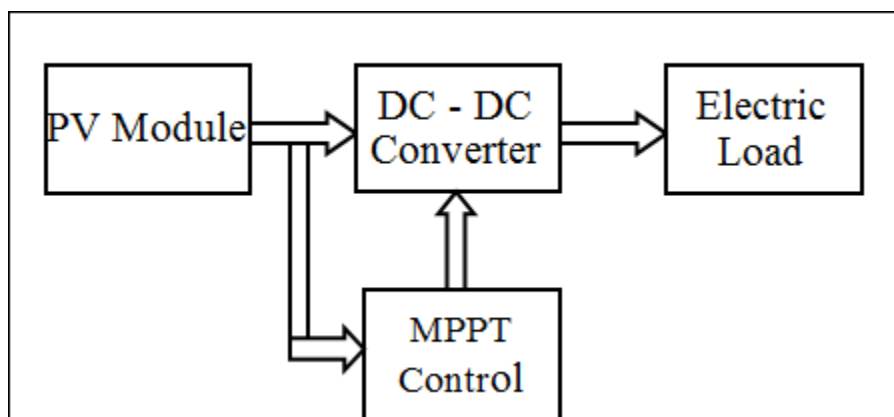 PV Module
DC - DC
Converter
Electric
Load
MPPT
Control